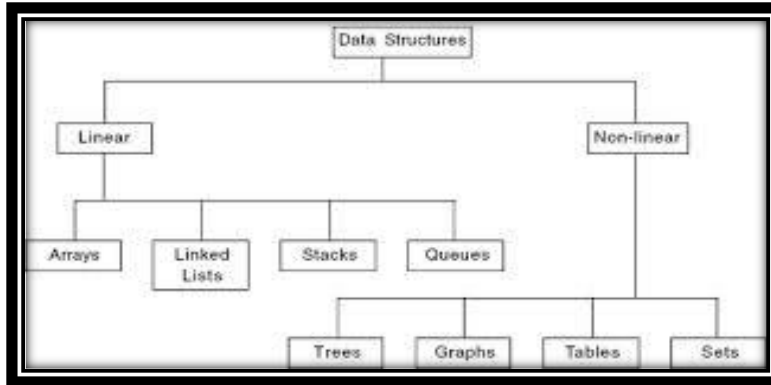 Data Structures
Linear
Non-linear
Arrays
Linked
Lists
Stacks
Queues
Trees
Graphs
Tables
Sets